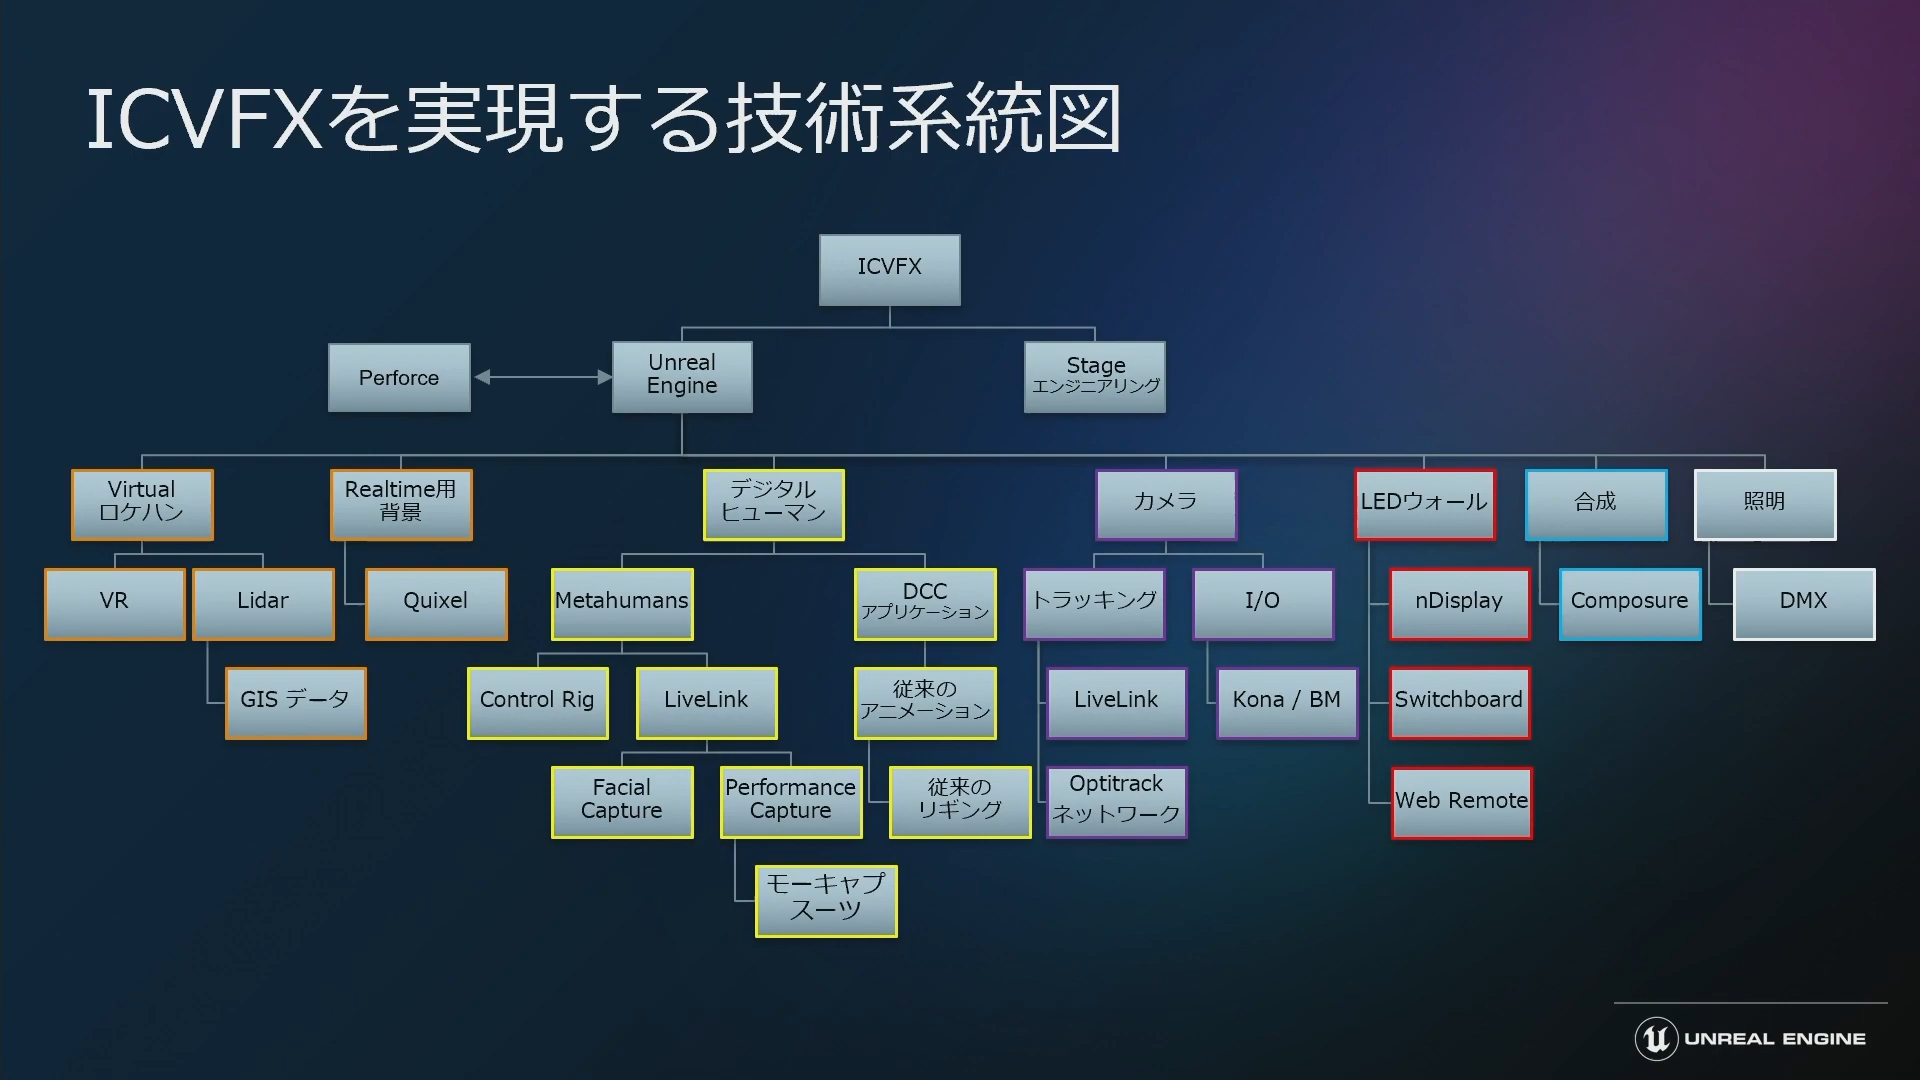 ICVFXを実現する技術系統図
ICVFX
Perforce
Unreal
Engine
Stage
エンジニアリング
Virtual
ロケハン
Realtime用
背景
デジタル
ヒューマン
カメラ
LEDウォール
合成
照明
VR
Lidar
Quixel
Metahumans
DCC
アプリケーション
トラッキング
I/O
nDisplay
Composure
DMX
GIS データ
Control Rig
LiveLink
従来の
アニメーション
LiveLink
Kona / BM
Switchboard
Facial
Capture
Performance
Capture
従来の
リギング
Optitrack
ネットワーク
Web Remote
モーキャプ
スーツ
UNREAL ENGINE